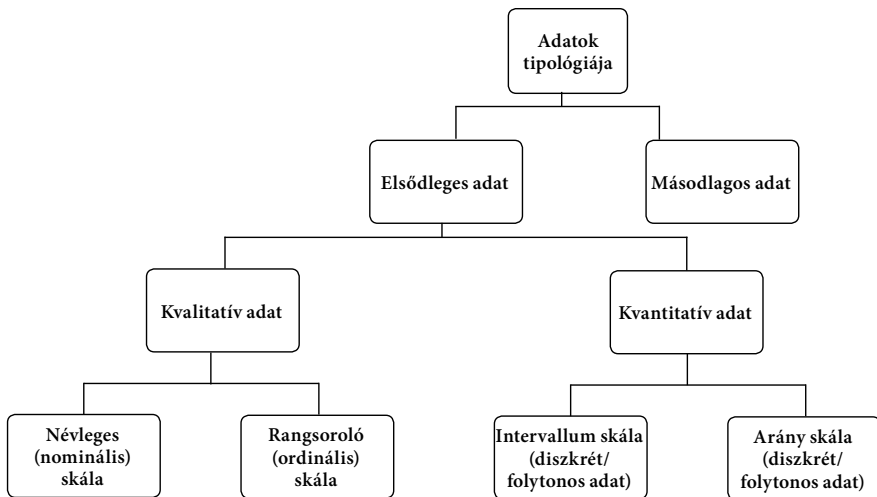 Adatok
tipológiája
Elsődleges adat
Másodlagos adat
Kvalitatív adat
Kvantitatív adat
Névleges
(nominális)
skála
Rangsoroló
(ordinális)
skála
Intervallum skála
(diszkrét/
folytonos adat)
Arány skála
(diszkrét/
folytonos adat)